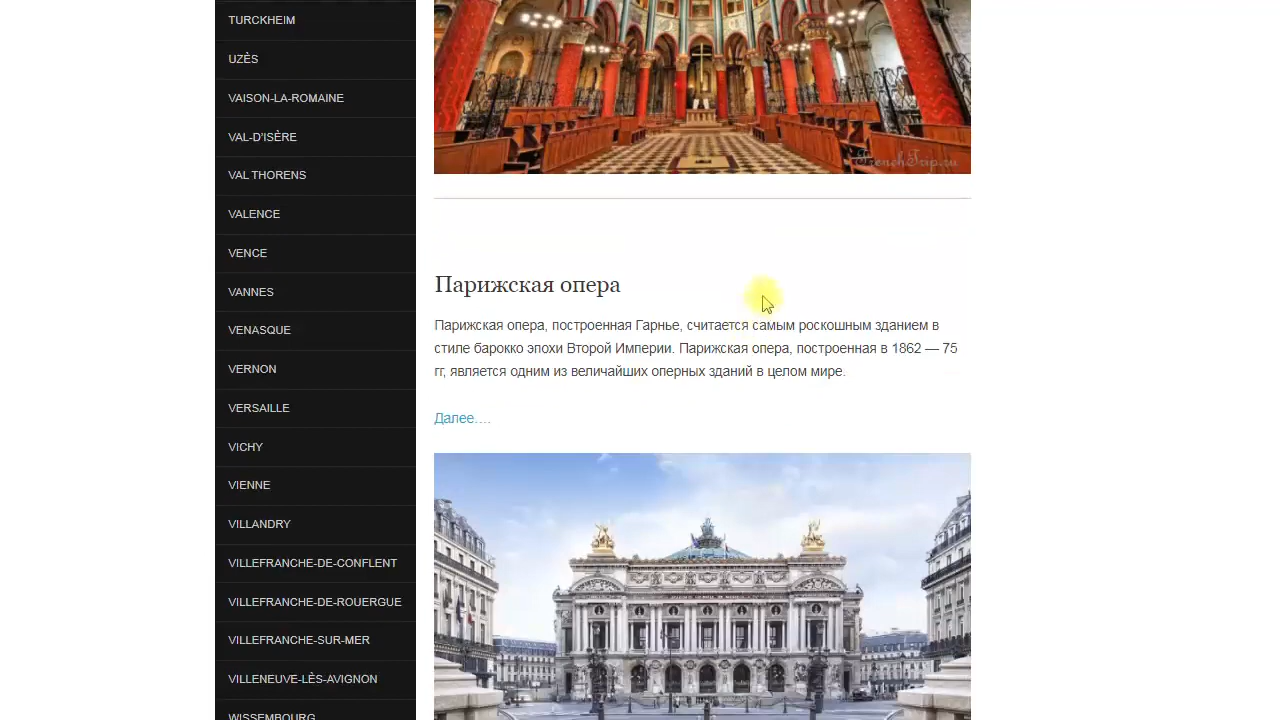 TURCKHEIM
UZÈS
VAISON-LA-ROMAINE
VAL-D'ISÈRE
VAL THORENS
VALENCE
VENCE
VANNES
VENASQUE
VERNON
VERSAILLE
VICHY
VIENNE
VILLANDRY
VILLEFRANCHE-DE-CONFLENT
VILLEFRANCHE-DE-ROUERGUE
VILLEFRANCHE-SUR-MER
VILLENEUVE-LÈS-AVIGNON
WISSEMBOURG
FrenchTrip.ru
Парижская опера
Парижская опера, построенная Гарнье, считается самым роскошным зданием в
стиле барокко эпохи Второй Империи. Парижская опера, построенная в 1862 — 75
гг, является одним из величайших оперных зданий в целом мире.
Далее….